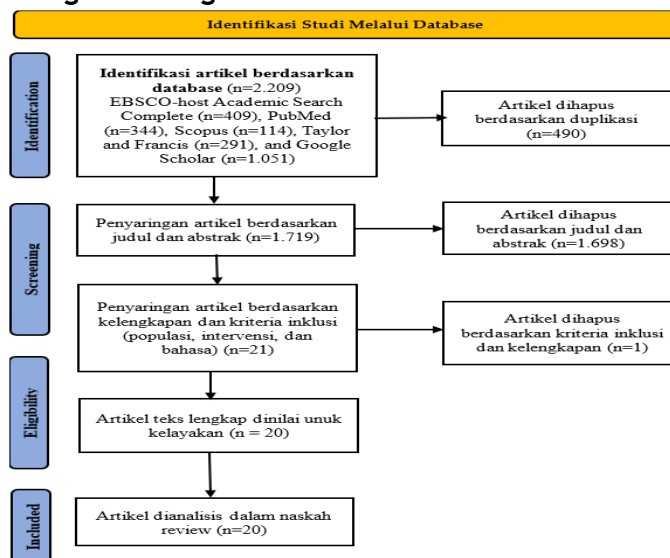 Identifikasi Studi Melalui Database
Identification
Identifikasi artikel berdasarkan
database (n=2.209)
EBSCO-host Academic Search
Complete (n=409), PubMed
(n=344), Scopus (n=114), Taylor
and Francis (n=291), and Google
Scholar (n=1.051)
Artikel dihapus
berdasarkan duplikasi
(n=490)
Screening
Penyaringan artikel berdasarkan
judul dan abstrak (n=1.719)
Artikel dihapus
berdasarkan judul dan
abstrak (n=1.698)
Penyaringan artikel berdasarkan
kelengkapan dan kriteria inklusi
(populasi, intervensi, dan
bahasa) (n=21)
Artikel dihapus
berdasarkan kriteria inklusi
dan kelengkapan (n=1)
Eligibility
Artikel teks lengkap dinilai unuk
kelayakan (n = 20)
Included
Artikel dianalisis dalam naskah
review (n=20)